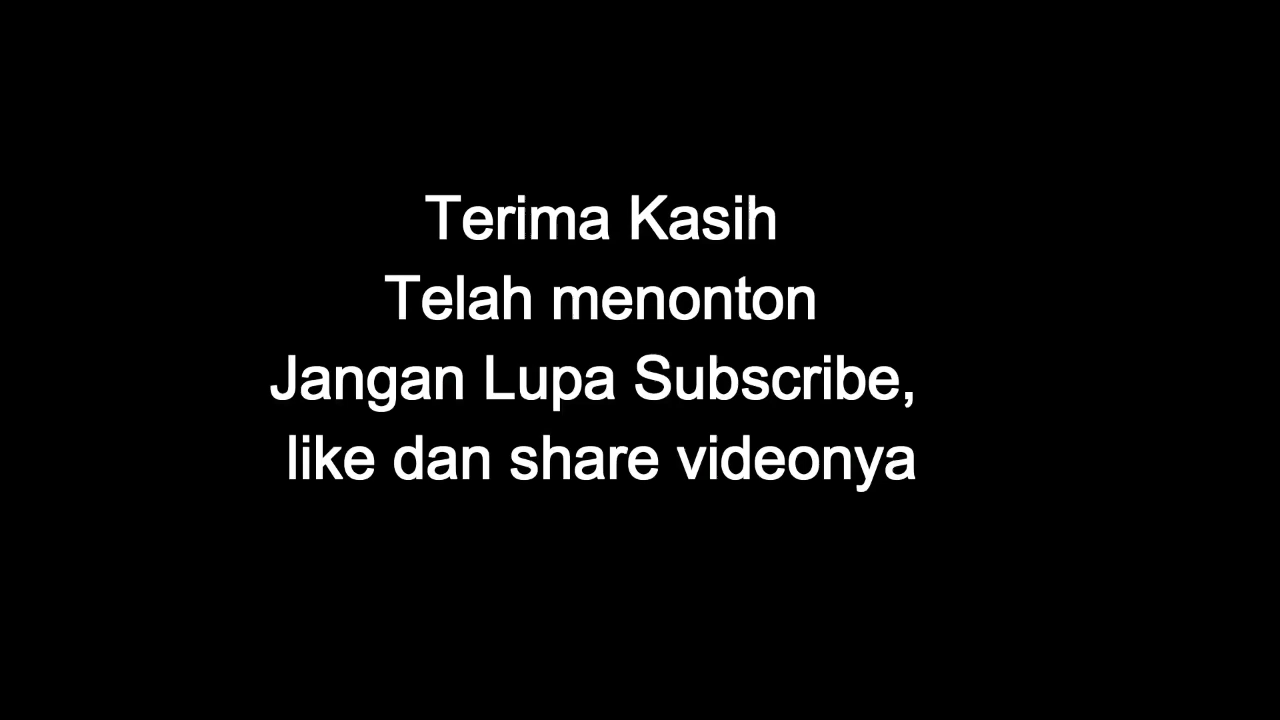 Terima Kasih
Telah menonton
Jangan Lupa Subscribe,
like dan share videonya